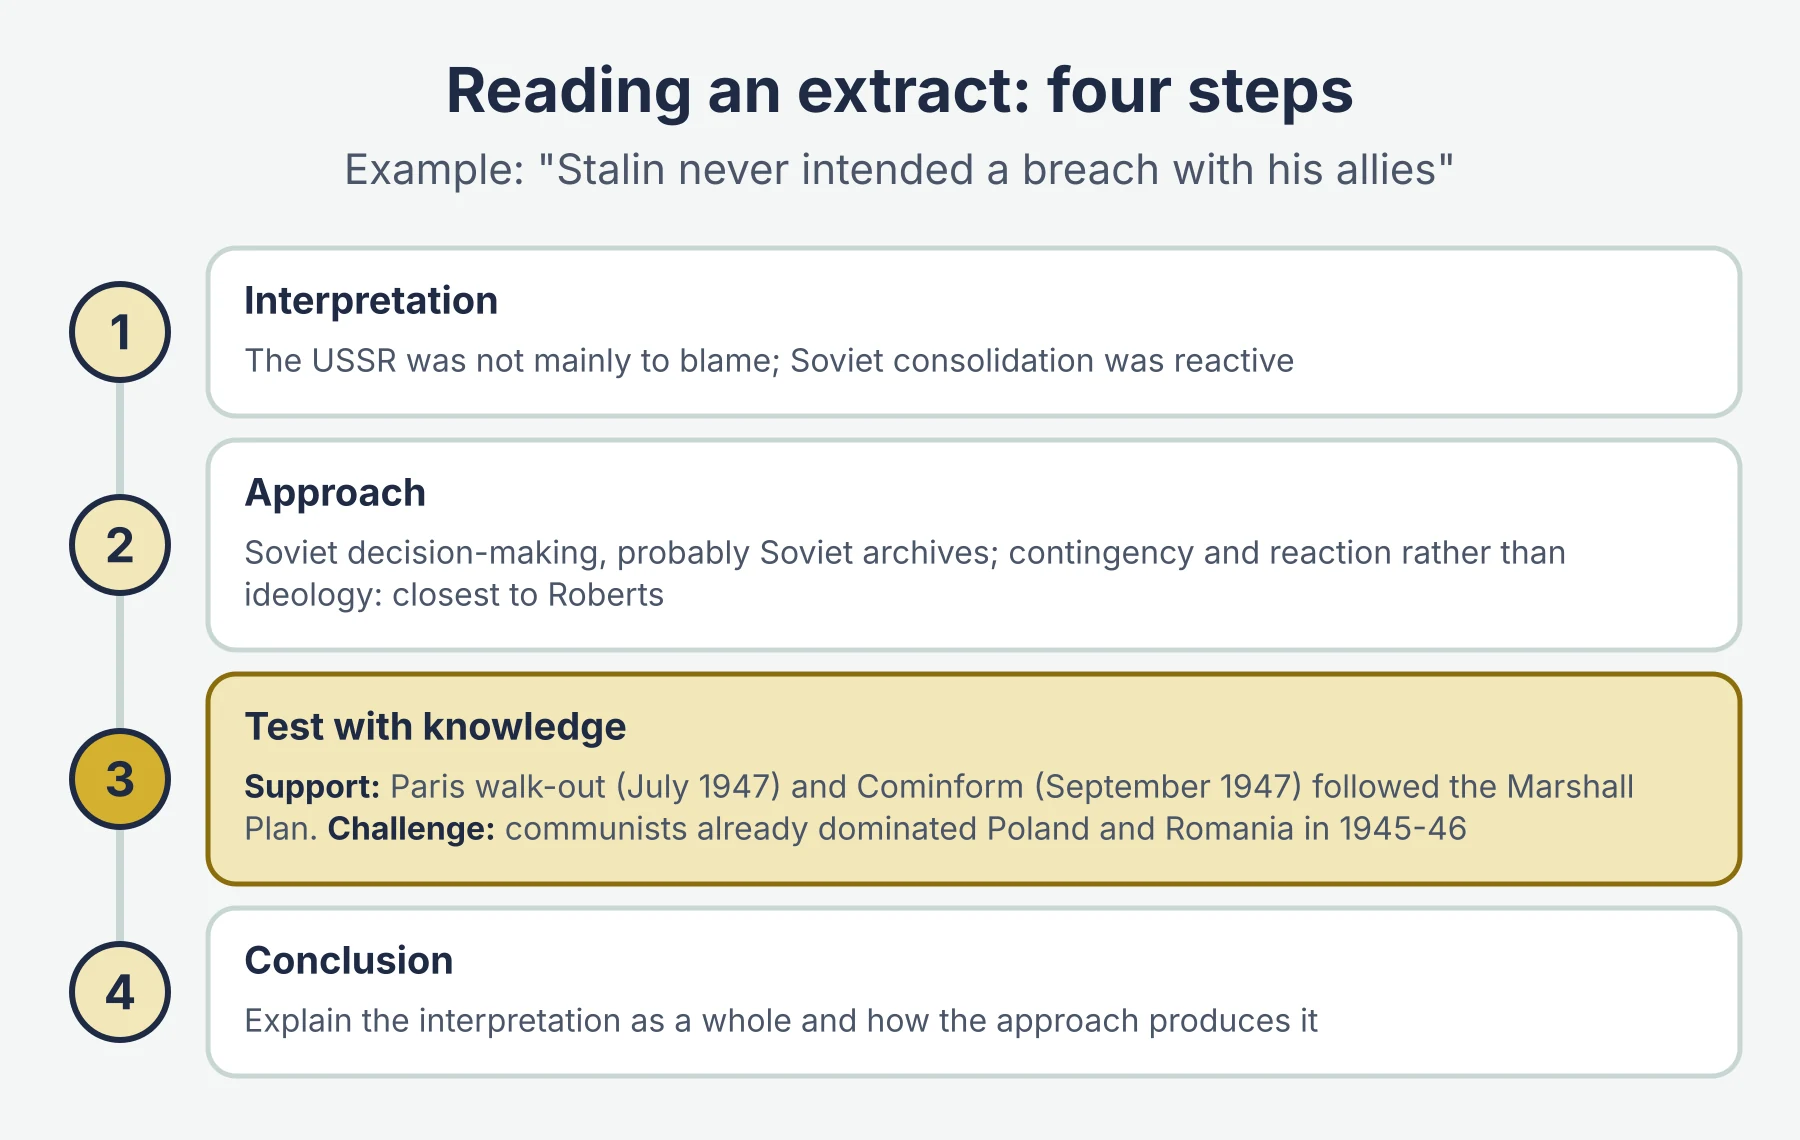 Reading an extract: four steps
Example: "Stalin never intended a breach with his allies"
1
Interpretation
The USSR was not mainly to blame; Soviet consolidation was reactive
2
Approach
Soviet decision-making, probably Soviet archives; contingency and reaction rather than
ideology: closest to Roberts
3
Test with knowledge
Support: Paris walk-out (July 1947) and Cominform (September 1947) followed the Marshall
Plan. Challenge: communists already dominated Poland and Romania in 1945-46
4
Conclusion
Explain the interpretation as a whole and how the approach produces it